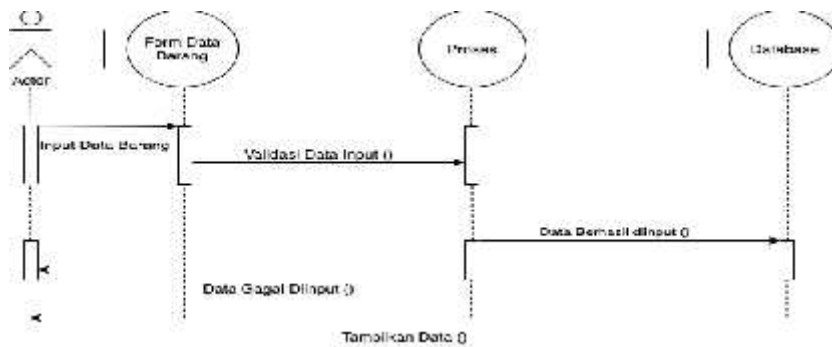 Form Data
Barang
Proses
Database
Actor
Input Data Barang
Validasi Data Input ()
Data Berhasil diinput ()
Data Gagal Diinput ()
Tampilkan Data ()